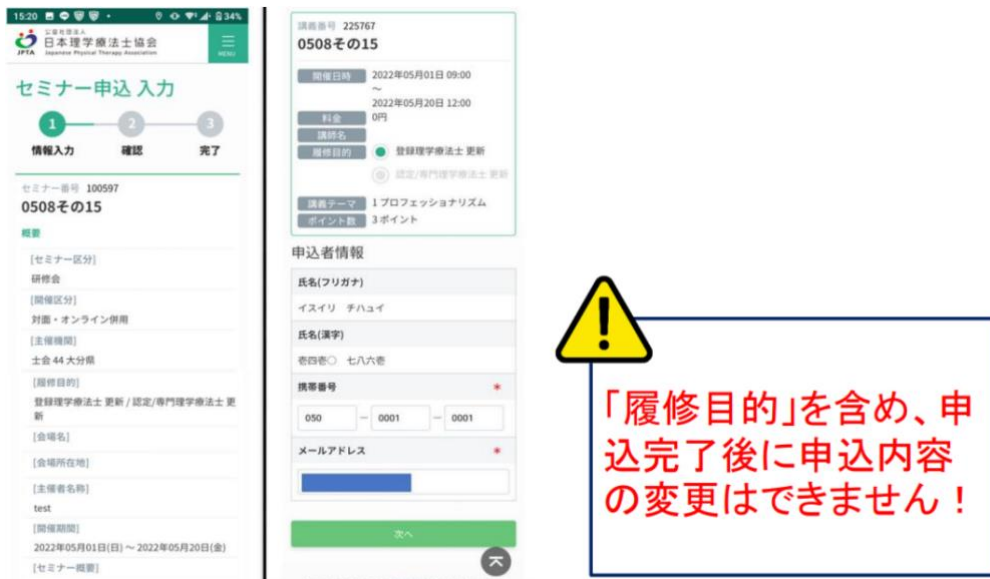 15:20
34%
公益社団法人
日本理学療法士協会
JPTA Japanese Physical Therapy Association
MENU
セミナー申込 入力
1
2
3
情報入力
確認
完了
セミナー番号 100597
0508その15
概要
[セミナー区分]
研修会
[開催区分]
対面・オンライン併用
[主催機関]
士会 44 大分県
[履修目的]
登録理学療法士 更新 / 認定/専門理学療法士 更
新
[会場名]
[会場所在地]
[主催者名称]
test
[開催期間]
2022年05月01日(日) ~ 2022年05月20日(金)
[セミナー概要]
講義番号 225767
0508その15
開催日時 2022年05月01日 09:00
~
2022年05月20日 12:00
料金 0円
講師名
履修目的 登録理学療法士 更新
認定/専門理学療法士 更新
講義テーマ 1 プロフェッショナリズム
ポイント数 3 ポイント
申込者情報
氏名(フリガナ)
イスイリ チハュイ
氏名(漢字)
壱四壱○ 七八六壱
携帯番号 *
050 - 0001 - 0001
メールアドレス *
次へ
「履修目的」を含め、申
込完了後に申込内容
の変更はできません！